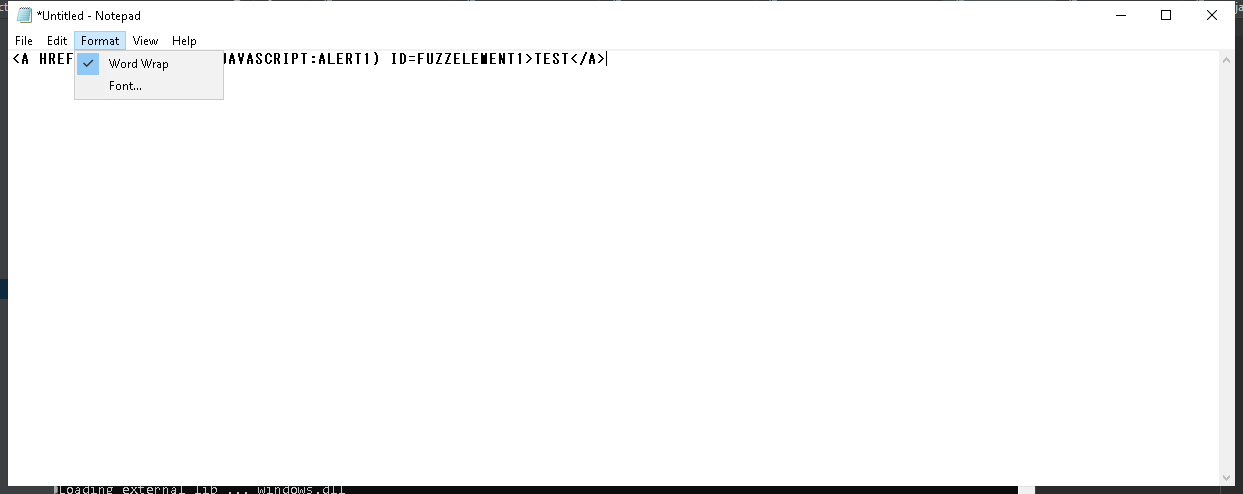 *Untitled - Notepad
File Edit Format View Help
<A HREF JAVASCRIPT:ALERT1) ID=FUZZELEMENT1>TEST</A>
Word Wrap
Font...
Loading external lib ... windows.dll